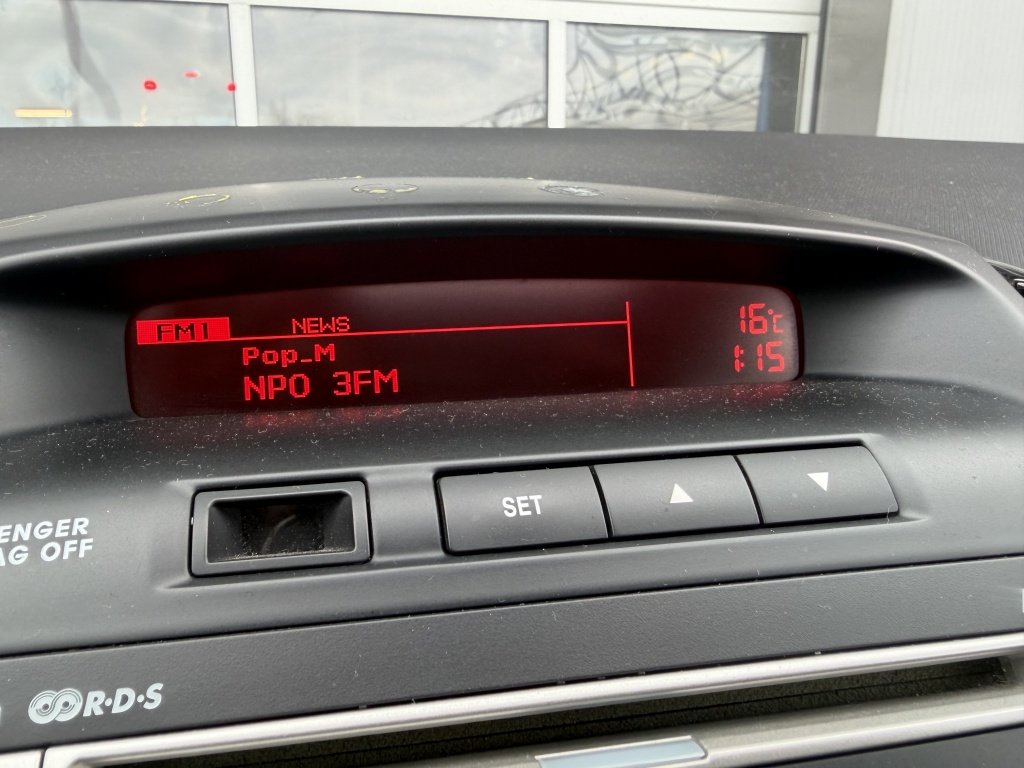 FM1 NEWS 16°C
Pop_M 1:15
NPO 3FM
SET ▲ ▼
ENGER
AG OFF
R·D·S